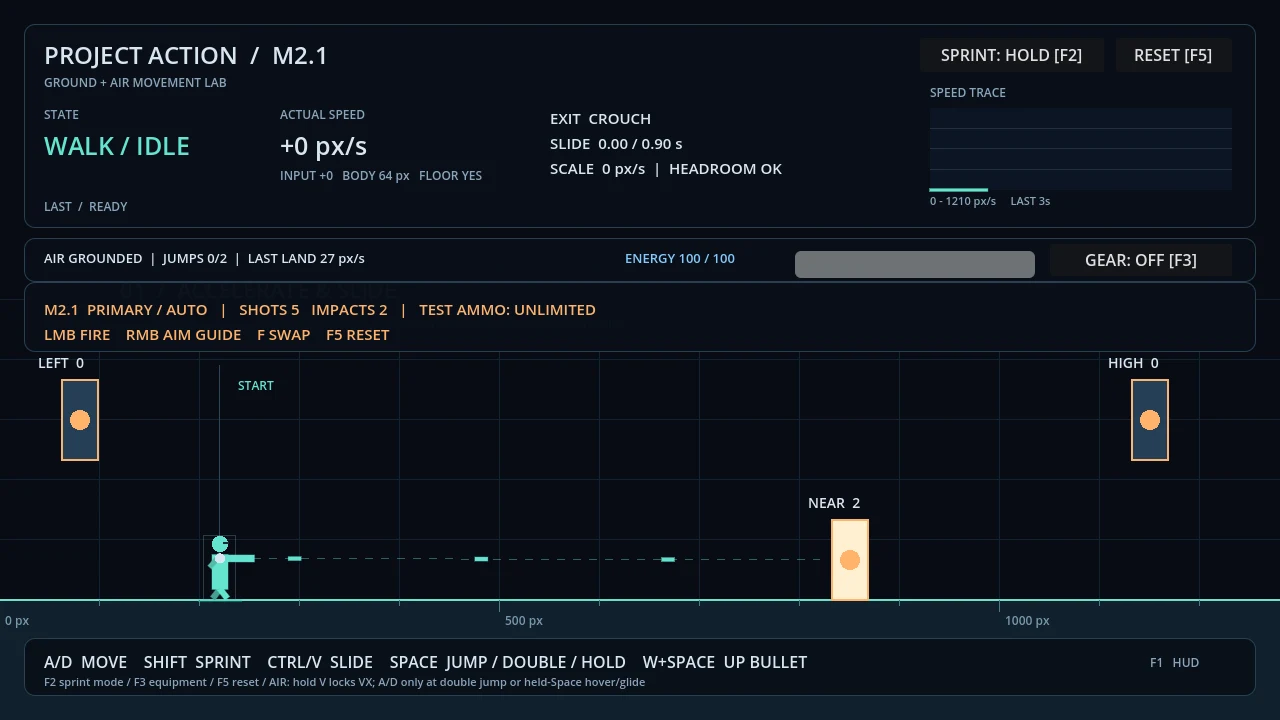 PROJECT ACTION / M2.1
GROUND + AIR MOVEMENT LAB
SPRINT: HOLD [F2]
RESET [F5]
STATE
WALK / IDLE
ACTUAL SPEED
+0 px/s
INPUT +0 BODY 64 px FLOOR YES
EXIT CROUCH
SLIDE 0.00 / 0.90 s
SCALE 0 px/s | HEADROOM OK
SPEED TRACE
0 - 1210 px/s LAST 3s
LAST / READY
AIR GROUNDED | JUMPS 0/2 | LAST LAND 27 px/s
ENERGY 100 / 100
GEAR: OFF [F3]
01 · ACCELERATE & SLIDE
M2.1 PRIMARY / AUTO | SHOTS 5 IMPACTS 2 | TEST AMMO: UNLIMITED
LMB FIRE RMB AIM GUIDE F SWAP F5 RESET
LEFT 0
HIGH 0
START
NEAR 2
0 px
500 px
1000 px
A/D MOVE SHIFT SPRINT CTRL/V SLIDE SPACE JUMP / DOUBLE / HOLD W+SPACE UP BULLET
F1 HUD
F2 sprint mode / F3 equipment / F5 reset / AIR: hold V locks VX; A/D only at double jump or held-Space hover/glide